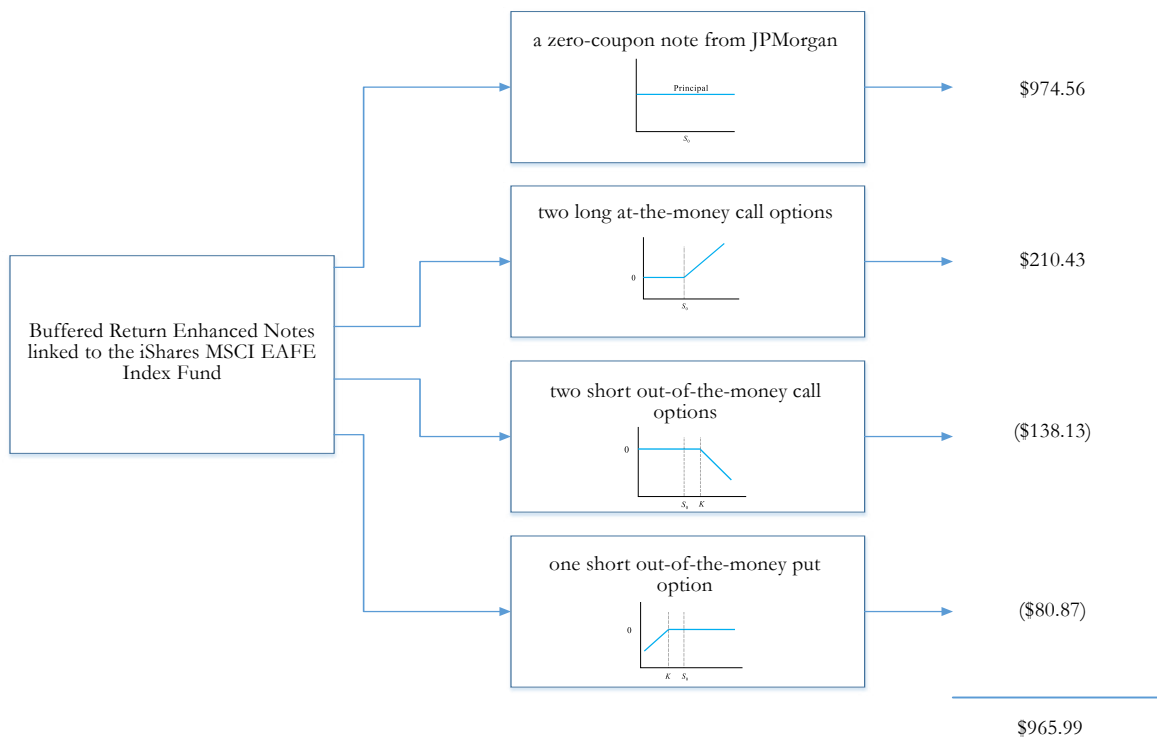 a zero-coupon note from JPMorgan
Principal
S₀
$974.56
two long at-the-money call options
0
S₀
$210.43
Buffered Return Enhanced Notes
linked to the iShares MSCI EAFE
Index Fund
two short out-of-the-money call
options
0
S₀ K
($138.13)
one short out-of-the-money put
option
0
K S₀
($80.87)
$965.99